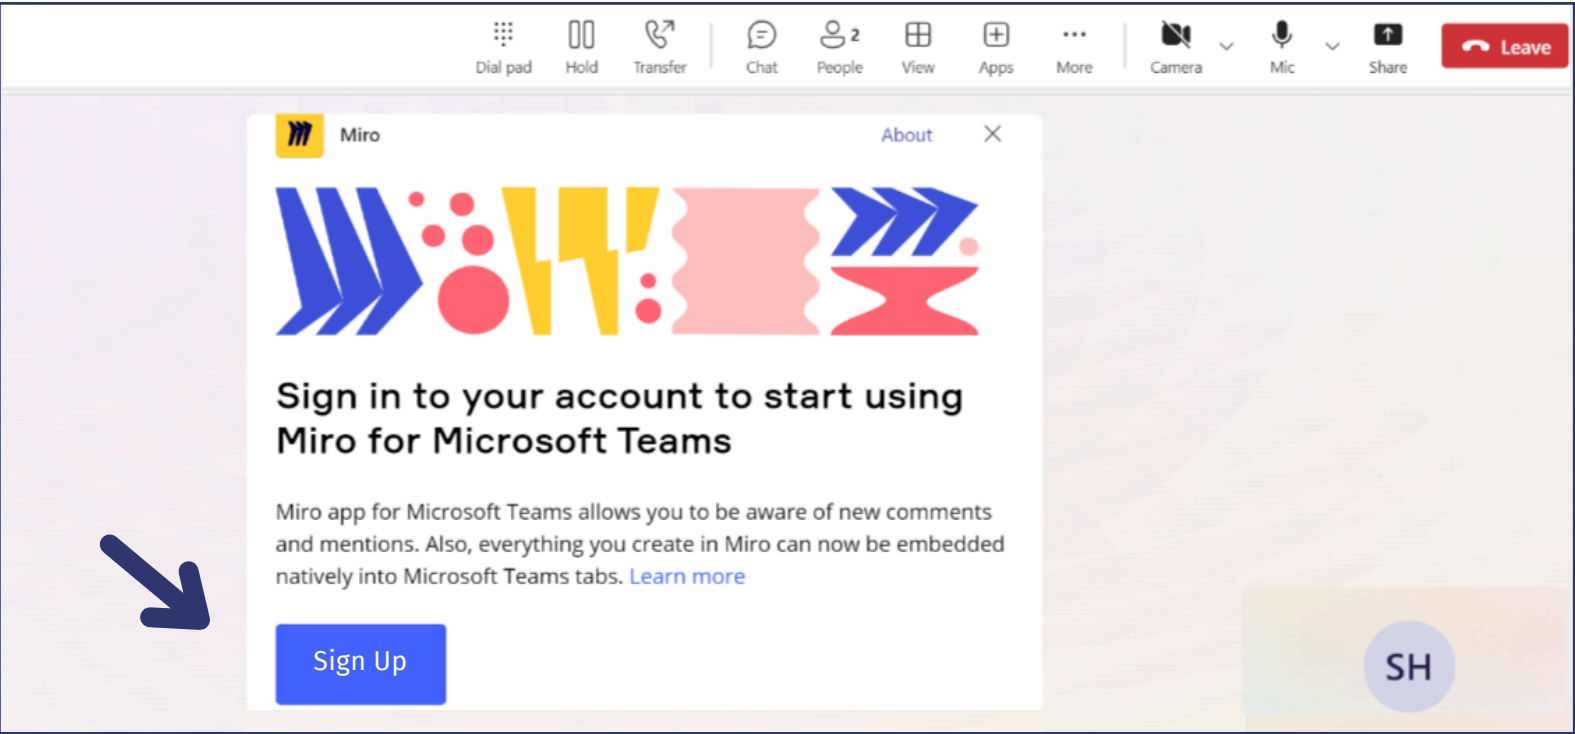 Dial pad Hold Transfer Chat People 2 View Apps More Camera Mic Share Leave
Miro About
Sign in to your account to start using
Miro for Microsoft Teams
Miro app for Microsoft Teams allows you to be aware of new comments
and mentions. Also, everything you create in Miro can now be embedded
natively into Microsoft Teams tabs. Learn more
Sign Up
SH